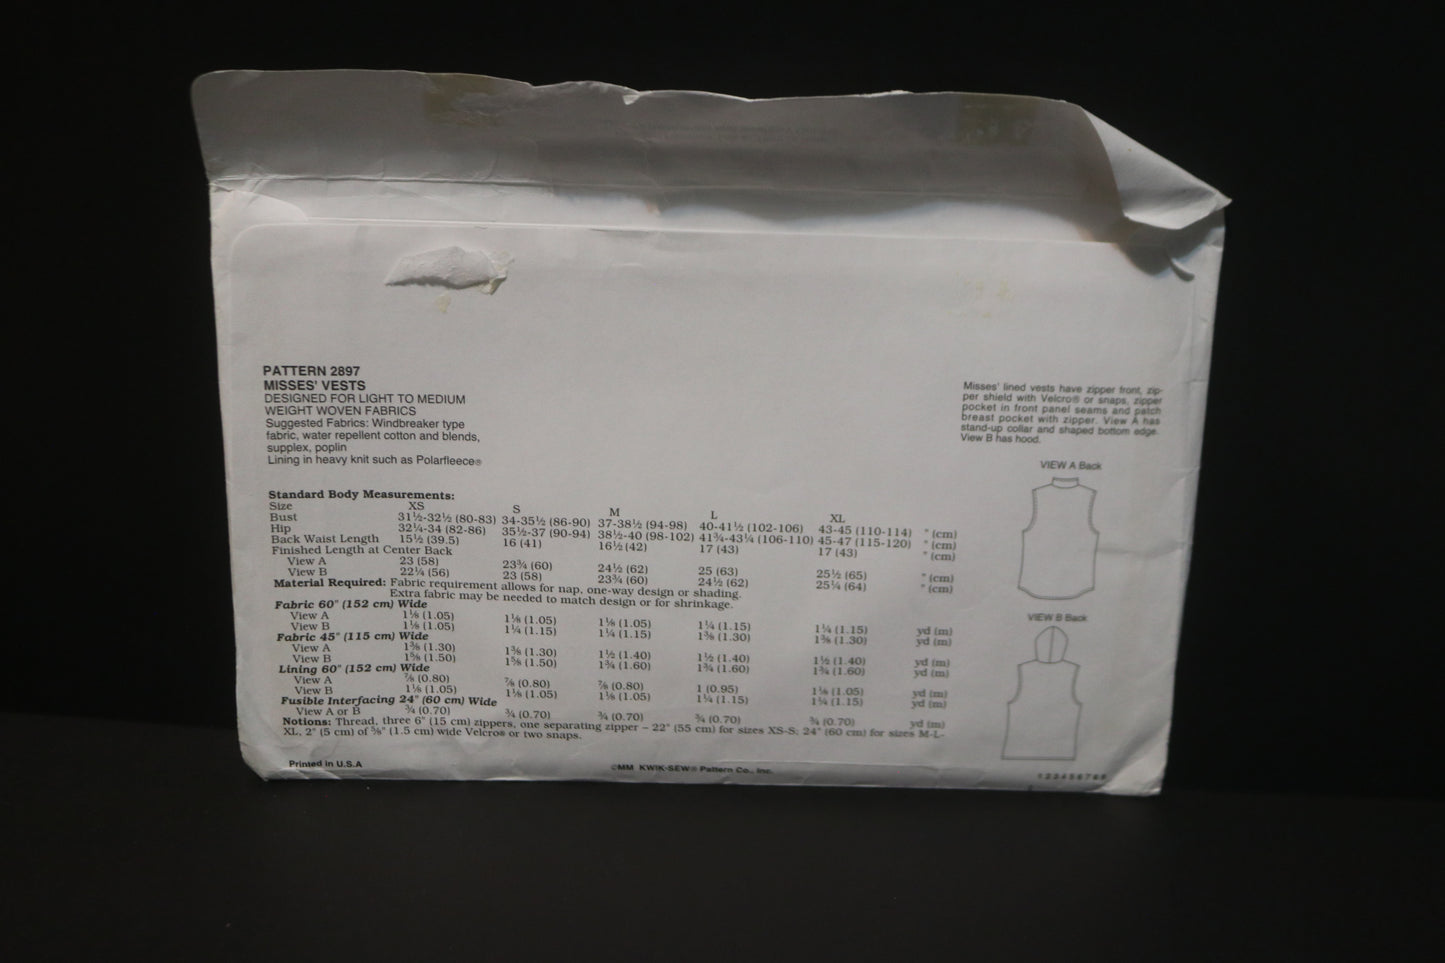 PATTERN 2897
MISSES' VESTS
DESIGNED FOR LIGHT TO MEDIUM
WEIGHT WOVEN FABRICS
Suggested Fabrics: Windbreaker type
fabric, water repellent cotton and blends,
supplex, poplin
Lining in heavy knit such as Polarfleece®
Misses' lined vests have zipper front, zip-
per shield with Velcro® or snaps, zipper
pocket in front panel seams and patch
breast pocket with zipper. View A has
stand-up collar and shaped bottom edge.
View B has hood.
VIEW A Back
VIEW B Back
Standard Body Measurements:
Size XS S M L XL
Bust 31½-32½ (80-83) 34-35½ (86-90) 37-38½ (94-98) 40-41½ (102-106) 43-45 (110-114) " (cm)
Hip 32¼-34 (82-86) 35½-37 (90-94) 38½-40 (98-102) 41¾-43¼ (106-110) 45-47 (115-120) " (cm)
Back Waist Length 15½ (39.5) 16 (41) 16½ (42) 17 (43) 17 (43) " (cm)
Finished Length at Center Back
View A 23 (58) 23¾ (60) 24½ (62) 25 (63) 25½ (65) " (cm)
View B 22¼ (56) 23 (58) 23¾ (60) 24½ (62) 25¼ (64) " (cm)
Material Required: Fabric requirement allows for nap, one-way design or shading.
Extra fabric may be needed to match design or for shrinkage.
Fabric 60" (152 cm) Wide
View A 1⅛ (1.05) 1⅛ (1.05) 1⅛ (1.05) 1¼ (1.15) 1¼ (1.15) yd (m)
View B 1⅛ (1.05) 1¼ (1.15) 1¼ (1.15) 1⅜ (1.30) 1⅜ (1.30) yd (m)
Fabric 45" (115 cm) Wide
View A 1⅜ (1.30) 1⅜ (1.30) 1½ (1.40) 1½ (1.40) 1½ (1.40) yd (m)
View B 1⅝ (1.50) 1⅝ (1.50) 1¾ (1.60) 1¾ (1.60) 1¾ (1.60) yd (m)
Lining 60" (152 cm) Wide
View A ⅞ (0.80) ⅞ (0.80) ⅞ (0.80) 1 (0.95) 1⅛ (1.05) yd (m)
View B 1⅛ (1.05) 1⅛ (1.05) 1⅛ (1.05) 1¼ (1.15) 1¼ (1.15) yd (m)
Fusible Interfacing 24" (60 cm) Wide
View A or B ¾ (0.70) ¾ (0.70) ¾ (0.70) ¾ (0.70) ¾ (0.70) yd (m)
Notions: Thread, three 6" (15 cm) zippers, one separating zipper – 22" (55 cm) for sizes XS-S; 24" (60 cm) for sizes M-L-
XL, 2" (5 cm) of ⅝" (1.5 cm) wide Velcro® or two snaps.
Printed in U.S.A
©MM KWIK-SEW® Pattern Co., Inc.